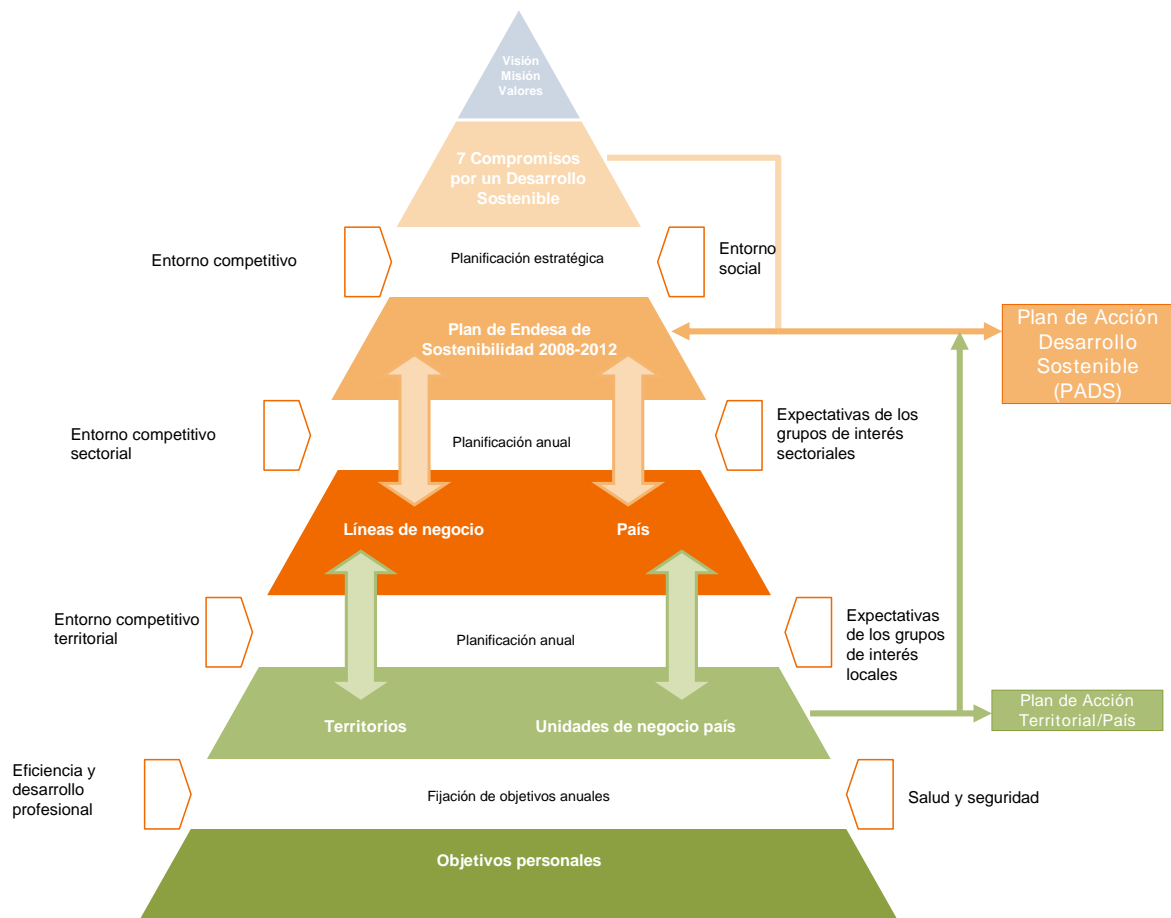 Visión
Misión
Valores
7 Compromisos
por un Desarrollo
Sostenible
Entorno competitivo
Planificación estratégica
Entorno
social
Plan de Endesa de
Sostenibilidad 2008-2012
Plan de Acción
Desarrollo
Sostenible
(PADS)
Entorno competitivo
sectorial
Planificación anual
Expectativas de los
grupos de interés
sectoriales
Líneas de negocio
País
Entorno competitivo
territorial
Planificación anual
Expectativas
de los grupos
de interés
locales
Territorios
Unidades de negocio país
Plan de Acción
Territorial/País
Eficiencia y
desarrollo
profesional
Fijación de objetivos anuales
Salud y seguridad
Objetivos personales